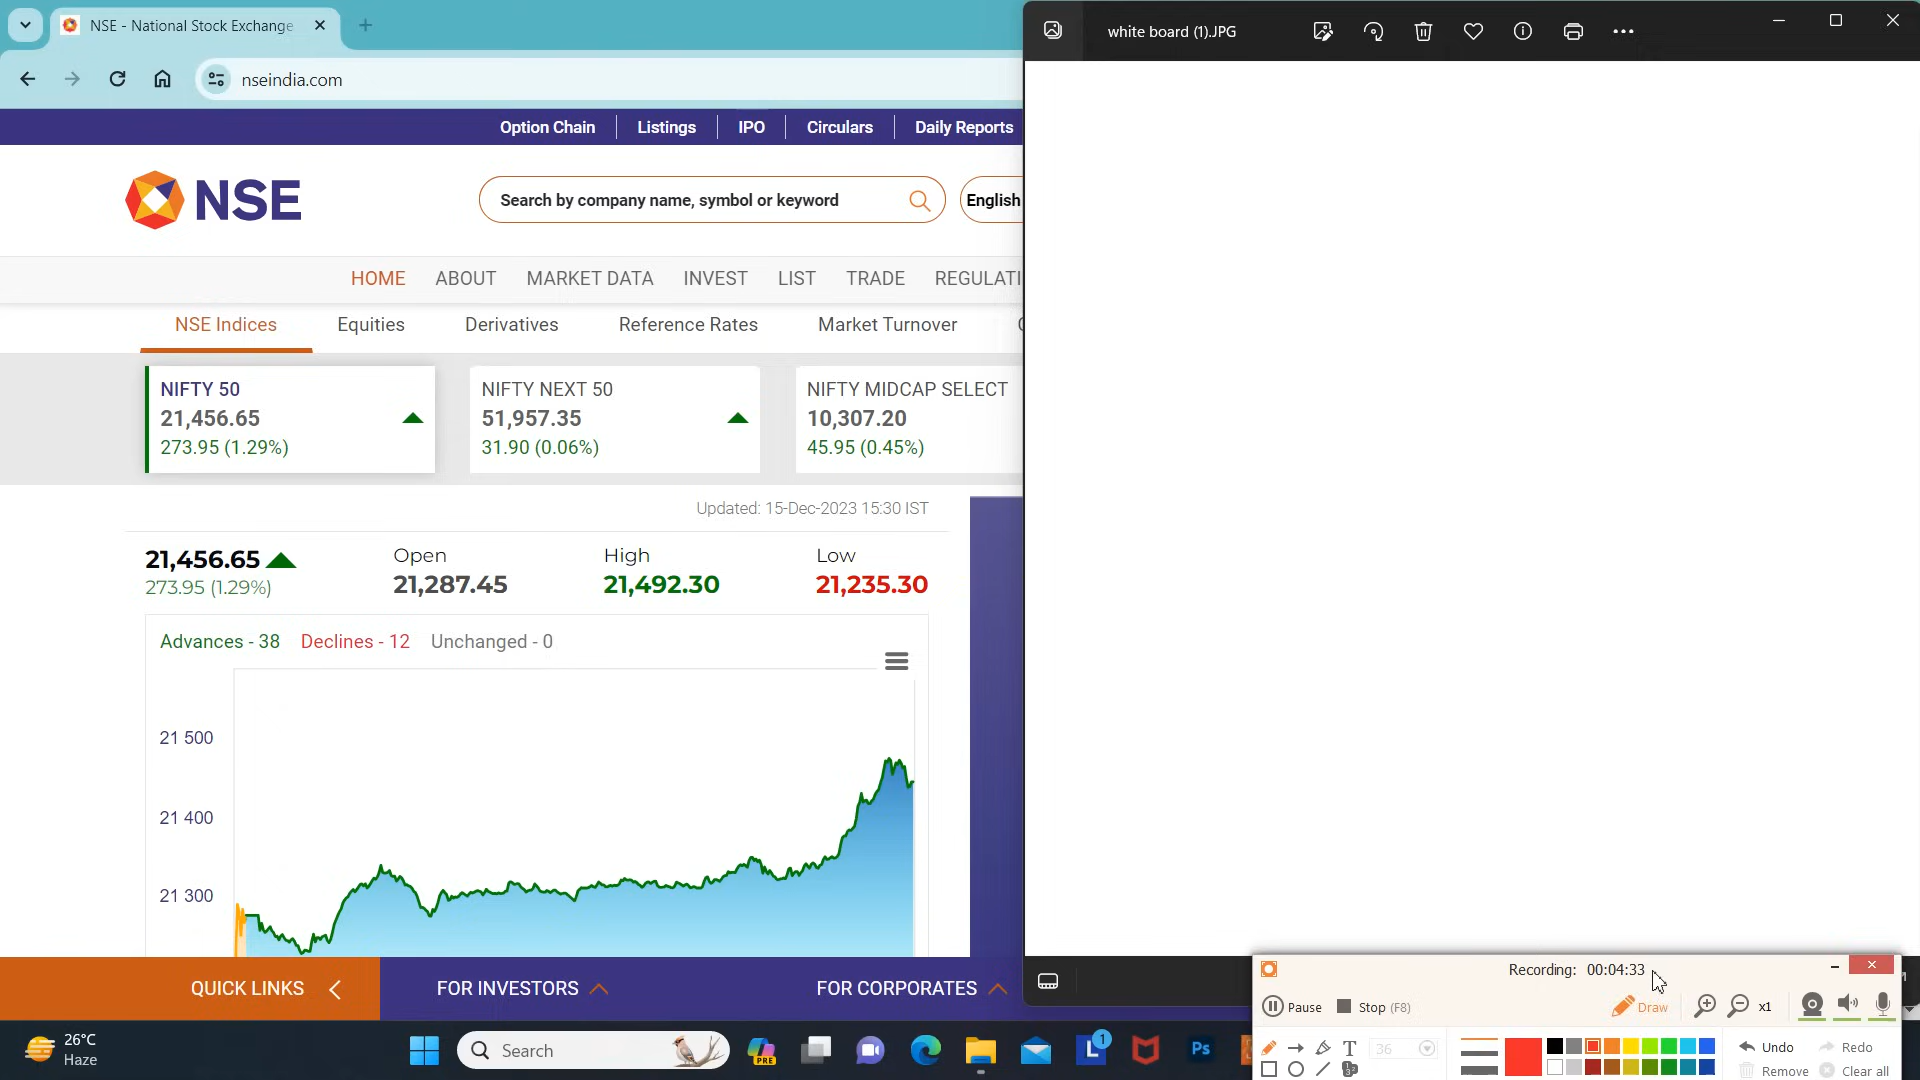 NSE - National Stock Exchange
nseindia.com
white board (1).JPG
Option Chain
Listings
IPO
Circulars
Daily Reports
NSE
Search by company name, symbol or keyword
English
HOME
ABOUT
MARKET DATA
INVEST
LIST
TRADE
REGULATI
NSE Indices
Equities
Derivatives
Reference Rates
Market Turnover
NIFTY 50
21,456.65
273.95 (1.29%)
NIFTY NEXT 50
51,957.35
31.90 (0.06%)
NIFTY MIDCAP SELECT
10,307.20
45.95 (0.45%)
Updated: 15-Dec-2023 15:30 IST
21,456.65
273.95 (1.29%)
Open
21,287.45
High
21,492.30
Low
21,235.30
Advances - 38
Declines - 12
Unchanged - 0
21 500
21 400
21 300
QUICK LINKS
FOR INVESTORS
FOR CORPORATES
Recording: 00:04:33
Pause
Stop (F8)
Draw
x1
36
Undo
Redo
Remove
Clear all
26°C
Haze
Search
PRE
L
1
Ps